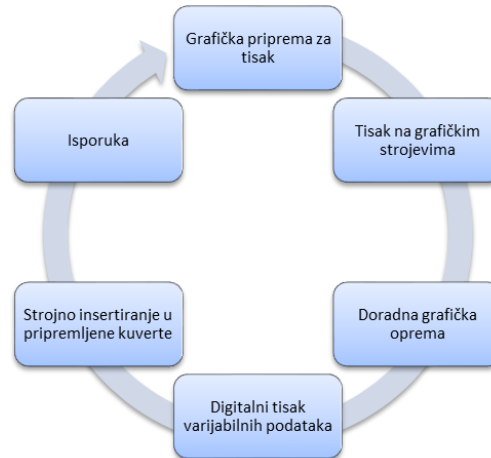 Grafička priprema za
tisak
Tisak na grafičkim
strojevima
Doradna grafička
oprema
Digitalni tisak
varijabilnih podataka
Strojno insertiranje u
pripremljene kuverte
Isporuka